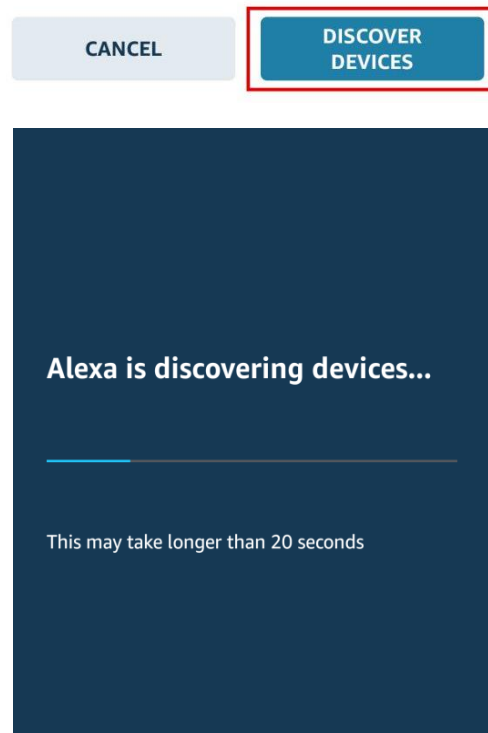 CANCEL
DISCOVER
DEVICES
Alexa is discovering devices...
This may take longer than 20 seconds